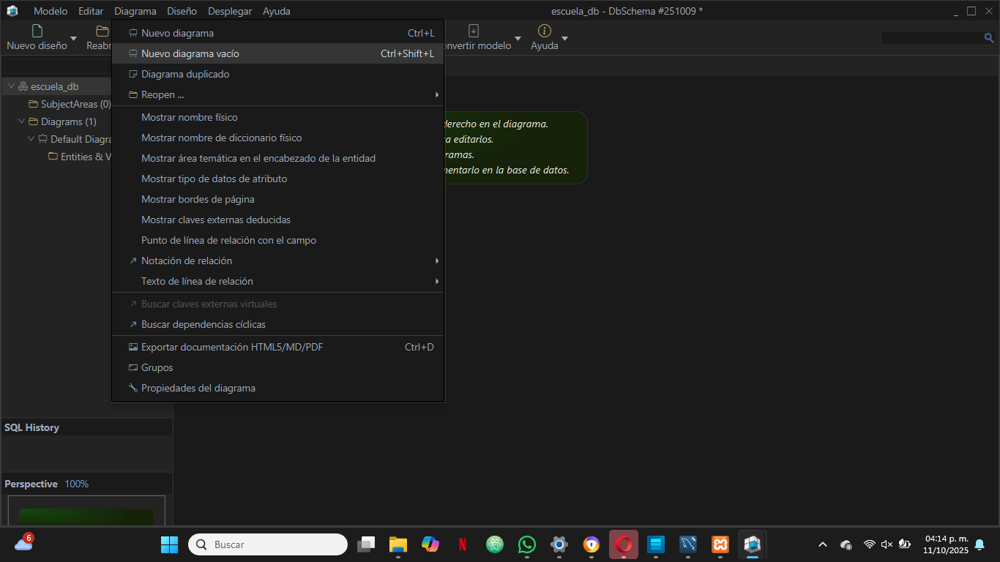 Modelo Editar Diagrama Diseño Desplegar Ayuda escuela_db - DbSchema #251009 *
Nuevo diseño
onvertir modelo Ayuda
Nuevo diagrama Ctrl+L
Nuevo diagrama vacío Ctrl+Shift+L
Diagrama duplicado
Reopen ...
Mostrar nombre físico
Mostrar nombre de diccionario físico
Mostrar área temática en el encabezado de la entidad
Mostrar tipo de datos de atributo
Mostrar bordes de página
Mostrar claves externas deducidas
Punto de línea de relación con el campo
Notación de relación
Texto de línea de relación
Buscar claves externas virtuales
Buscar dependencias cíclicas
Exportar documentación HTML5/MD/PDF Ctrl+D
Grupos
Propiedades del diagrama
Reabr
escuela_db
SubjectAreas (0)
Diagrams (1)
Default Diagra
Entities & V
derecho en el diagrama.
ra editarlos.
ramas.
mentarlo en la base de datos.
SQL History
Perspective 100%
6
Buscar
04:14 p. m.
11/10/2025